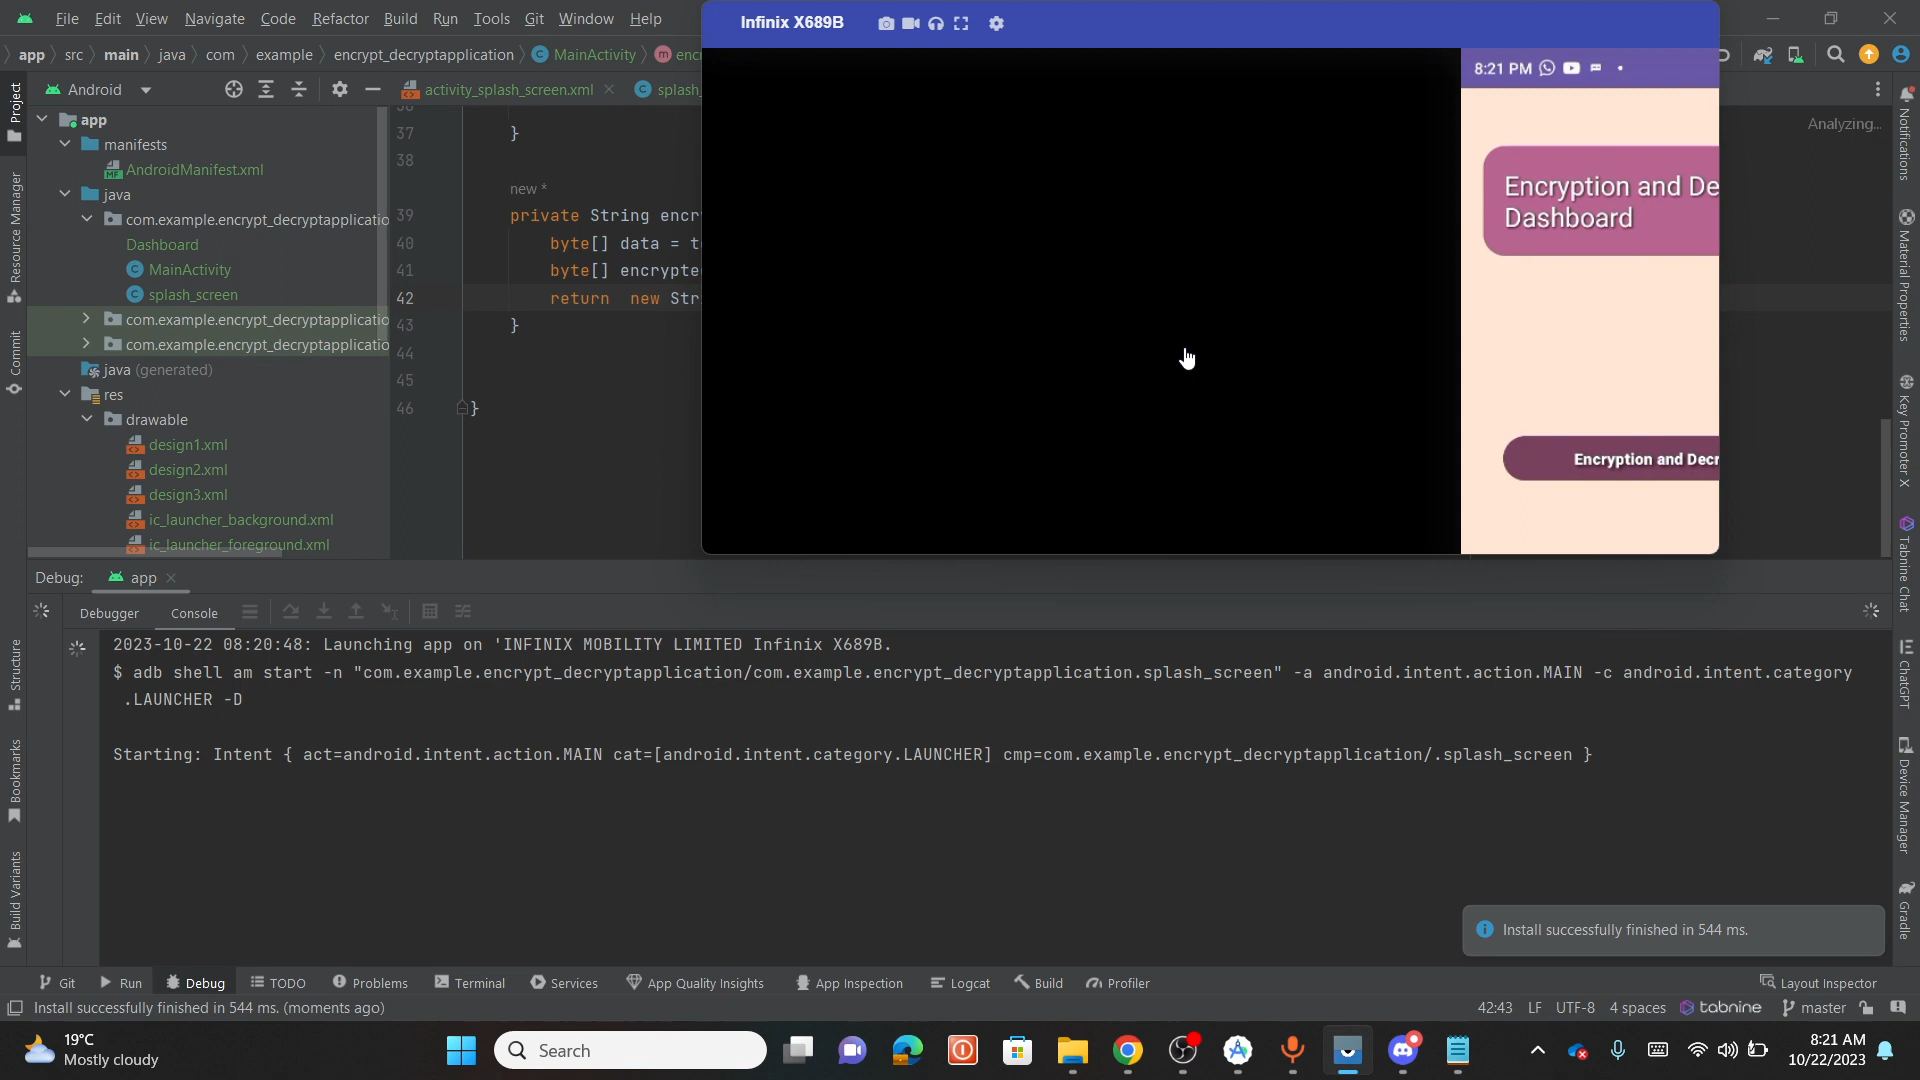 File Edit View Navigate Code Refactor Build Run Tools Git Window Help
Infinix X689B
app src main java com example encrypt_decryptapplication MainActivity
8:21 PM
Project
Android
activity_splash_screen.xml
splash_
Notifications
Analyzing...
app
manifests
AndroidManifest.xml
java
com.example.encrypt_decryptapplicatio
Dashboard
MainActivity
splash_screen
com.example.encrypt_decryptapplicatio
com.example.encrypt_decryptapplicatio
java (generated)
res
drawable
design1.xml
design2.xml
design3.xml
ic_launcher_background.xml
ic_launcher_foreground.xml
37 }
38
new *
39 private String encr
40 byte[] data = t
41 byte[] encrypte
42 return new Str
43 }
44
45
46 }
Encryption and De
Dashboard
Encryption and Decr
Resource Manager
Commit
Structure
Bookmarks
Build Variants
Material Properties
Key Promoter X
Tabnine Chat
ChatGPT
Device Manager
Gradle
Debug: app
Debugger Console
2023-10-22 08:20:48: Launching app on 'INFINIX MOBILITY LIMITED Infinix X689B.
$ adb shell am start -n "com.example.encrypt_decryptapplication/com.example.encrypt_decryptapplication.splash_screen" -a android.intent.action.MAIN -c android.intent.category
.LAUNCHER -D
Starting: Intent { act=android.intent.action.MAIN cat=[android.intent.category.LAUNCHER] cmp=com.example.encrypt_decryptapplication/.splash_screen }
Install successfully finished in 544 ms.
Git Run Debug TODO Problems Terminal Services App Quality Insights App Inspection Logcat Build Profiler Layout Inspector
Install successfully finished in 544 ms. (moments ago)
42:43 LF UTF-8 4 spaces tabnine master
19°C
Mostly cloudy
Search
8:21 AM
10/22/2023